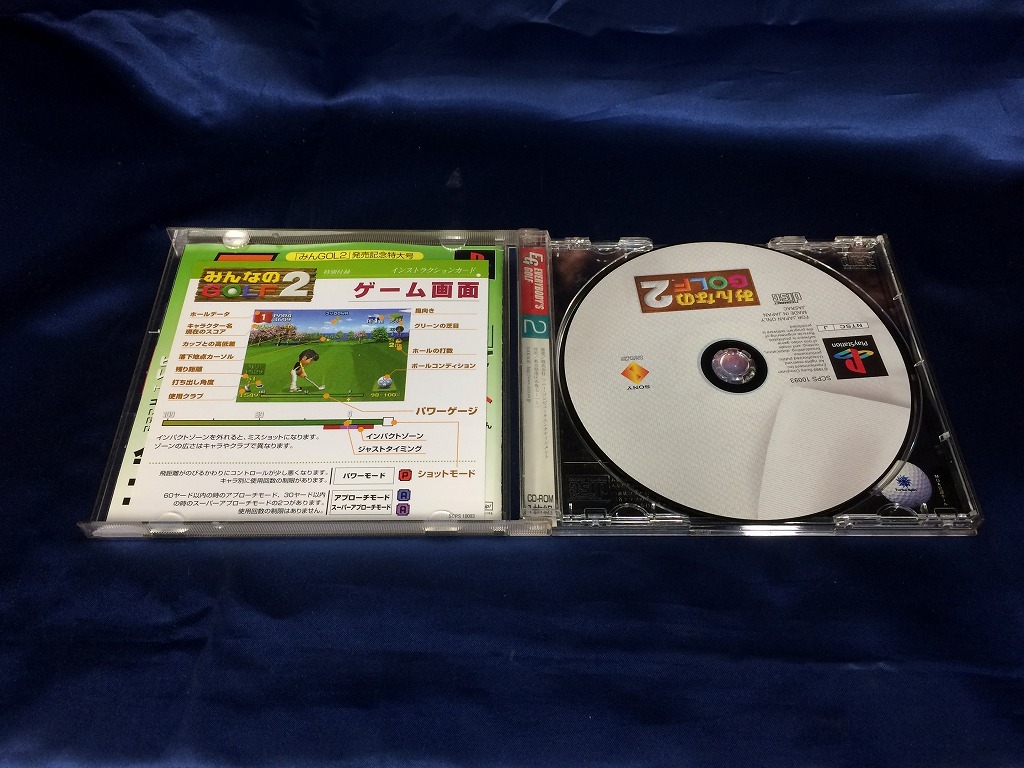 「みんGOL2」発売記念特大号
みんなの
GOLF 2
特別付録
インストラクションカード
ゲーム画面
ホールデータ
キャラクター名
現在のスコア
カップとの高低差
落下地点カーソル
残り距離
打ち出し角度
使用クラブ
風向き
グリーンの芝目
ホールの打数
ボールコンディション
パワーゲージ
インパクトゾーンを外れると、ミスショットになります。
ゾーンの広さはキャラやクラブで異なります。
インパクトゾーン
ジャストタイミング
飛距離がのびるかわりにコントロールが少し悪くなります。
キャラ別に使用回数の制限があります。
パワーモード
P
ショットモード
60ヤード以内の時のアプローチモード、30ヤード以内
の時のスーパーアプローチモードの2つがあります。
使用回数の制限はありません。
アプローチモード
A
スーパーアプローチモード
A
SCPS 10093
EG
EVERYBODY'S
GOLF
2
CD-ROM
みんなの
GOLF
2
FOR JAPAN ONLY
MADE IN JAPAN
JASRAC
NTSC J
PlayStation
SCPS 10093
SONY